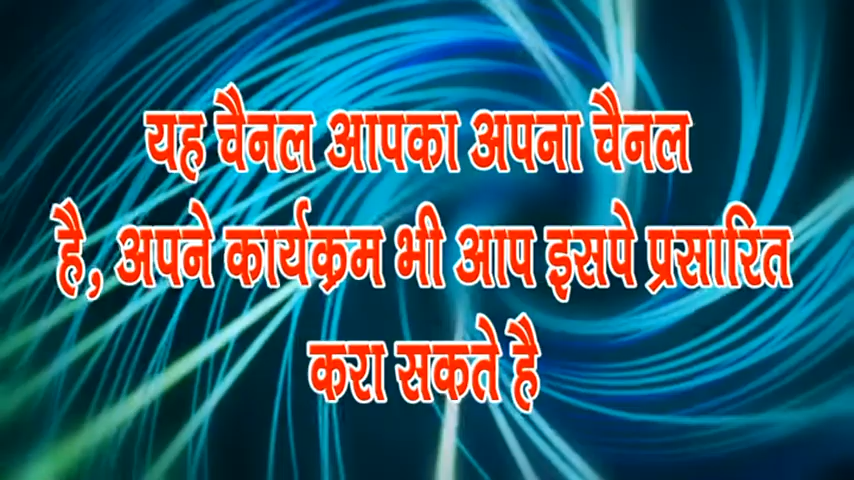 यह चैनल आपका अपना चैनल
है, अपने कार्यक्रम भी आप इसपे प्रसारित
करा सकते है